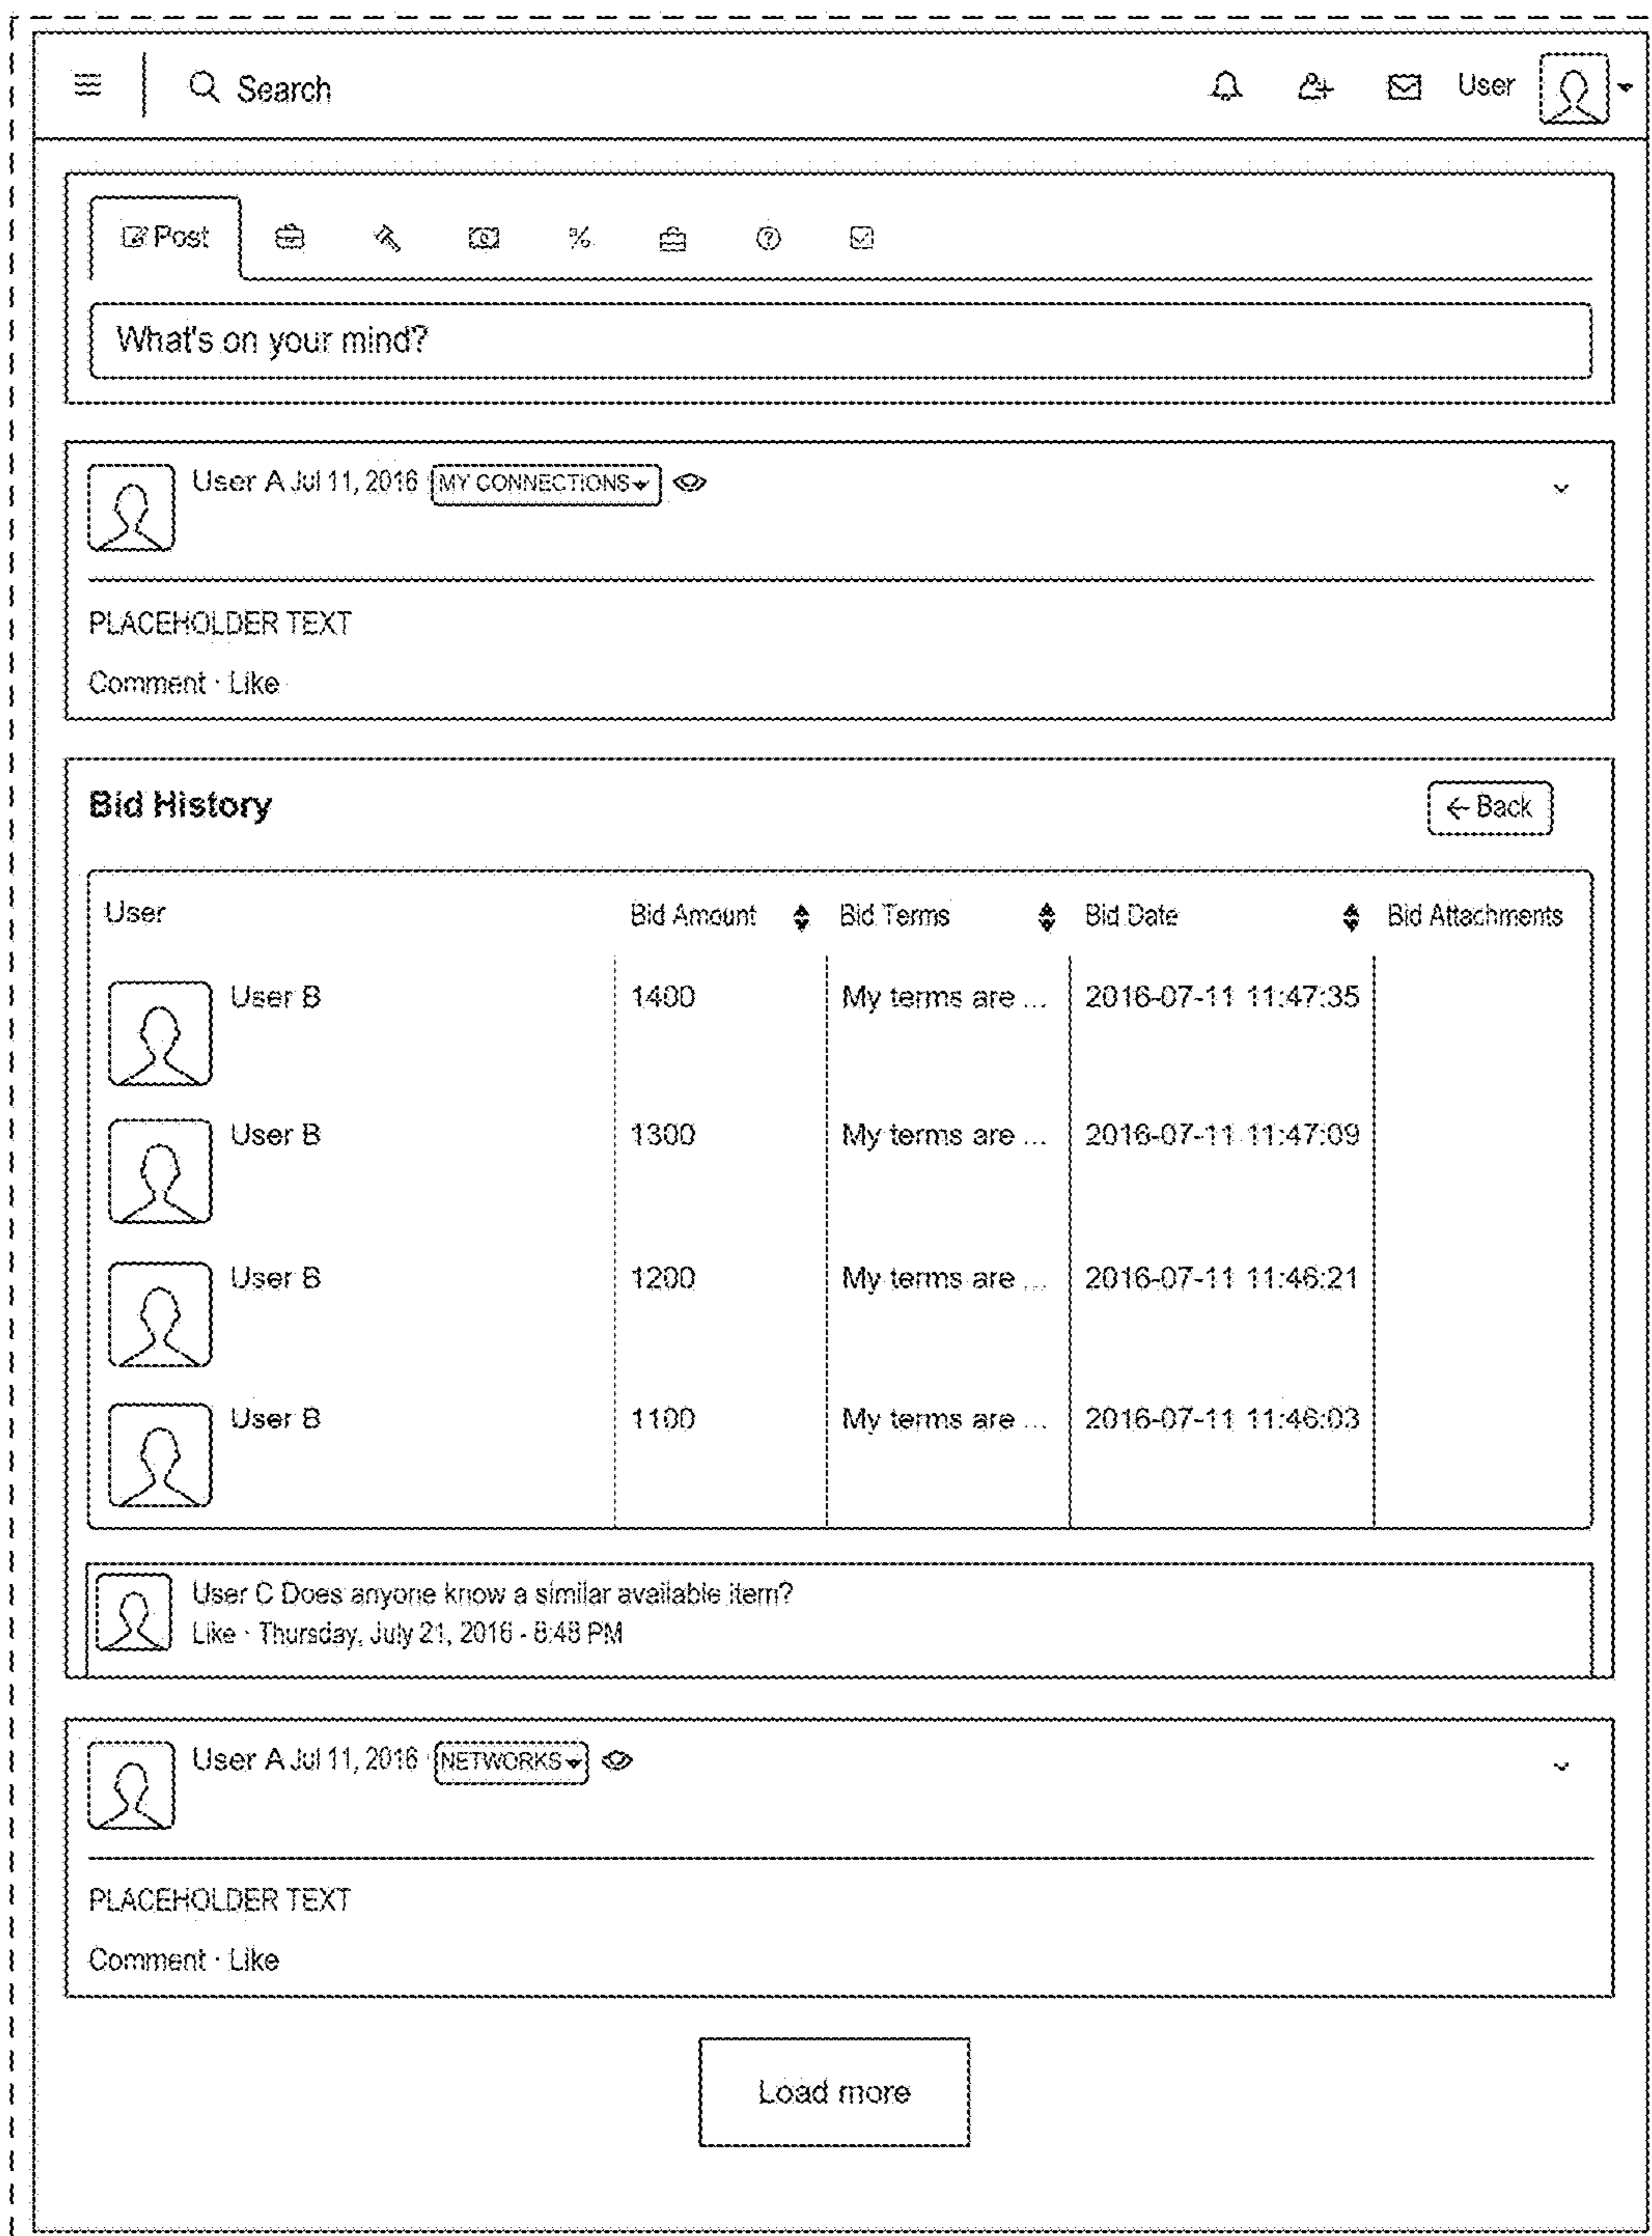 Search User
Post %
What's on your mind?
User A Jul 11, 2016 MY CONNECTIONS
PLACEHOLDER TEXT
Comment · Like
Bid History ← Back
User Bid Amount Bid Terms Bid Date Bid Attachments
User B 1400 My terms are ... 2016-07-11 11:47:35
User B 1300 My terms are ... 2016-07-11 11:47:09
User B 1200 My terms are ... 2016-07-11 11:46:21
User B 1100 My terms are ... 2016-07-11 11:46:03
User C Does anyone know a similar available item?
Like · Thursday, July 21, 2016 - 8:48 PM
User A Jul 11, 2016 NETWORKS
PLACEHOLDER TEXT
Comment · Like
Load more